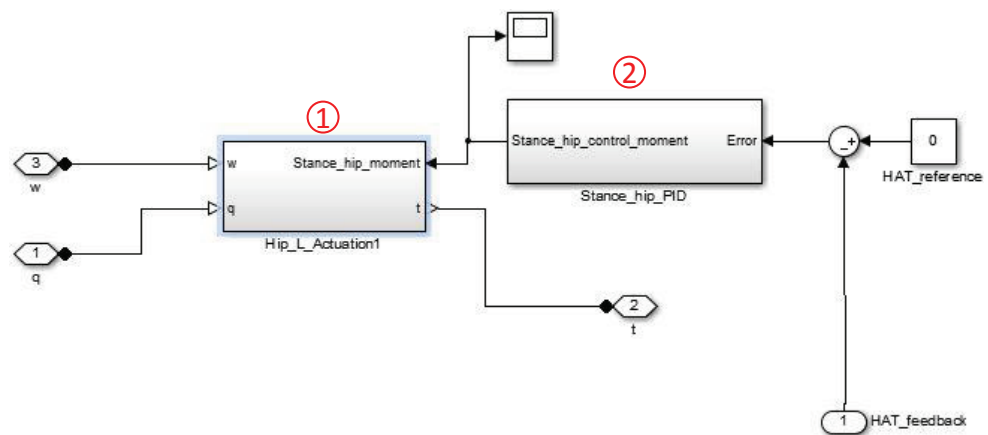 ①
②
w
Stance_hip_moment
q
t
Hip_L_Actuation1
Stance_hip_control_moment
Error
Stance_hip_PID
_+
0
HAT_reference
3
w
1
q
2
t
1
HAT_feedback